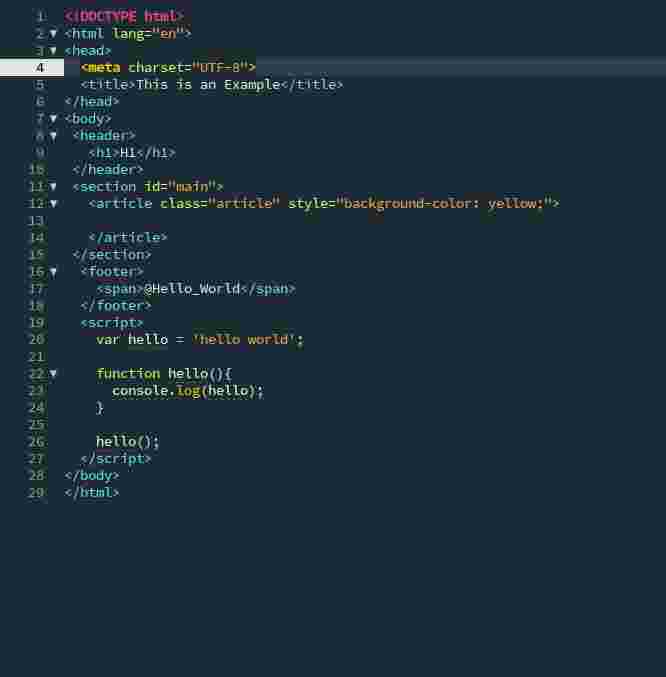 1 <!DOCTYPE html>
2 <html lang="en">
3 <head>
4 <meta charset="UTF-8">
5 <title>This is an Example</title>
6 </head>
7 <body>
8 <header>
9 <h1>H1</h1>
10 </header>
11 <section id="main">
12 <article class="article" style="background-color: yellow;">
13
14 </article>
15 </section>
16 <footer>
17 <span>@Hello_World</span>
18 </footer>
19 <script>
20 var hello = 'hello world';
21
22 function hello(){
23 console.log(hello);
24 }
25
26 hello();
27 </script>
28 </body>
29 </html>